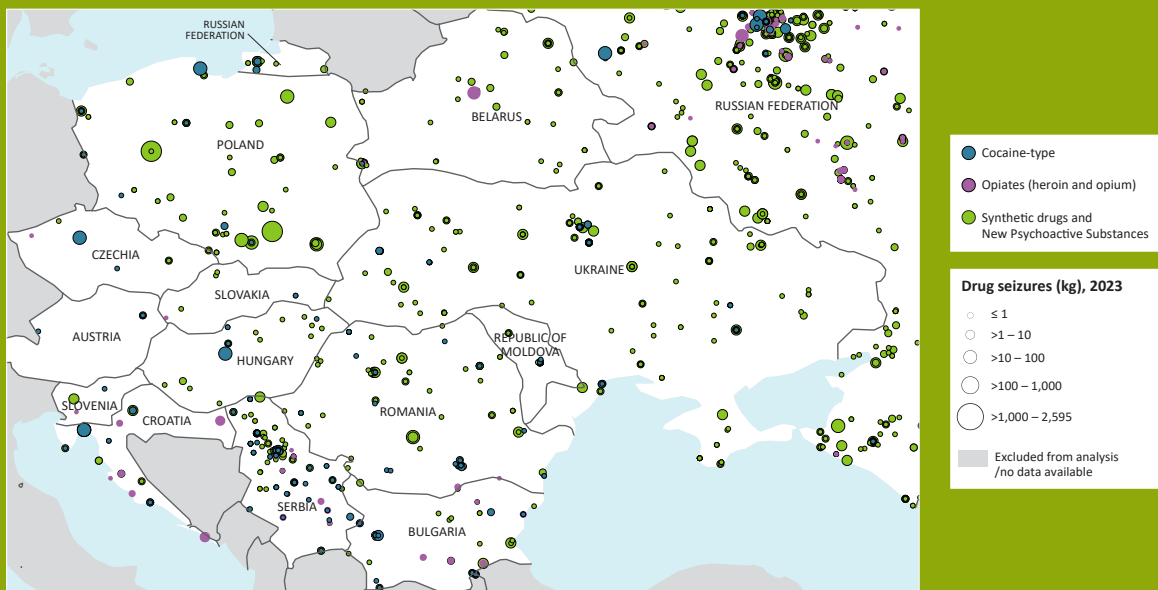 RUSSIAN
FEDERATION
BELARUS
RUSSIAN FEDERATION
POLAND
CZECHIA
UKRAINE
SLOVAKIA
AUSTRIA
REPUBLIC OF
MOLDOVA
HUNGARY
SLOVENIA
CROATIA
ROMANIA
SERBIA
BULGARIA
Cocaine-type
Opiates (heroin and opium)
Synthetic drugs and
New Psychoactive Substances
Drug seizures (kg), 2023
≤ 1
>1 – 10
>10 – 100
>100 – 1,000
>1,000 – 2,595
Excluded from analysis
/no data available